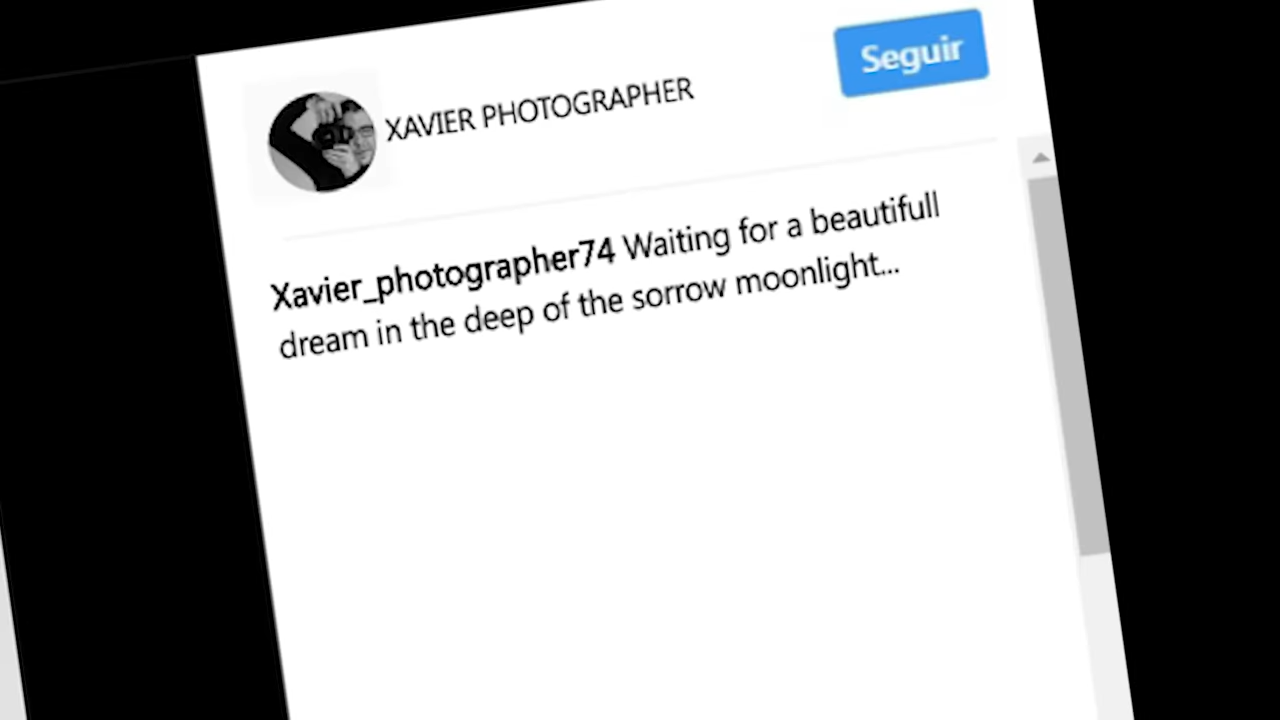 XAVIER PHOTOGRAPHER
Seguir
Xavier_photographer74 Waiting for a beautifull
dream in the deep of the sorrow moonlight...